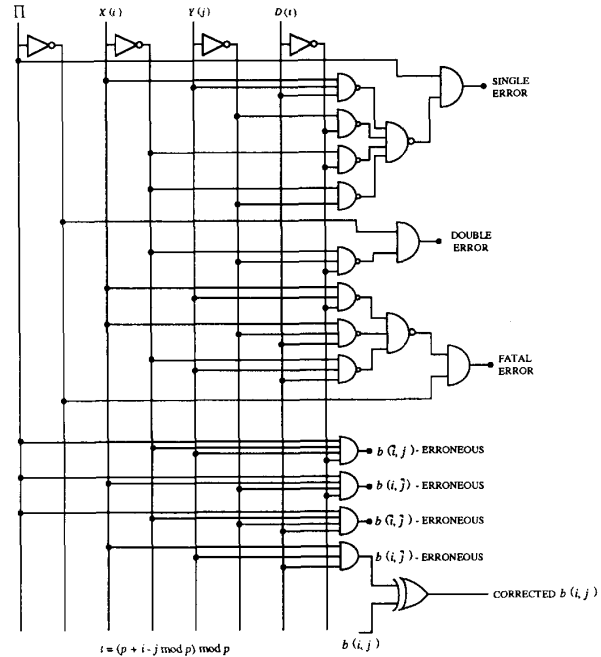 Π X (i) Y (j) D (t)
SINGLE
ERROR
DOUBLE
ERROR
FATAL
ERROR
b (ĩ, j) - ERRONEOUS
b (i, j̃) - ERRONEOUS
b (ĩ, j̃) - ERRONEOUS
b (i, j̃) - ERRONEOUS
CORRECTED b (i, j)
b (i, j)
t = (p + i - j mod p) mod p